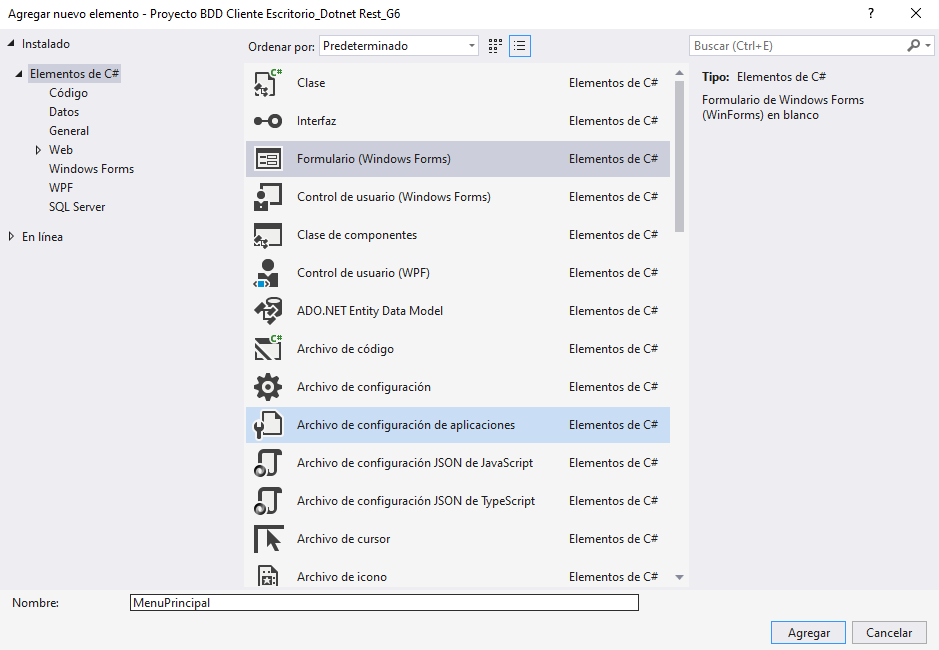 Agregar nuevo elemento - Proyecto BDD Cliente Escritorio_Dotnet Rest_G6
?
Instalado
Elementos de C#
Código
Datos
General
Web
Windows Forms
WPF
SQL Server
En línea
Ordenar por: Predeterminado
C# Clase Elementos de C#
Interfaz Elementos de C#
Formulario (Windows Forms) Elementos de C#
Control de usuario (Windows Forms) Elementos de C#
Clase de componentes Elementos de C#
Control de usuario (WPF) Elementos de C#
ADO.NET Entity Data Model Elementos de C#
C# Archivo de código Elementos de C#
Archivo de configuración Elementos de C#
Archivo de configuración de aplicaciones Elementos de C#
Archivo de configuración JSON de JavaScript Elementos de C#
Archivo de configuración JSON de TypeScript Elementos de C#
Archivo de cursor Elementos de C#
Archivo de icono Elementos de C#
Buscar (Ctrl+E)
Tipo: Elementos de C#
Formulario de Windows Forms
(WinForms) en blanco
Nombre: MenuPrincipal
Agregar Cancelar